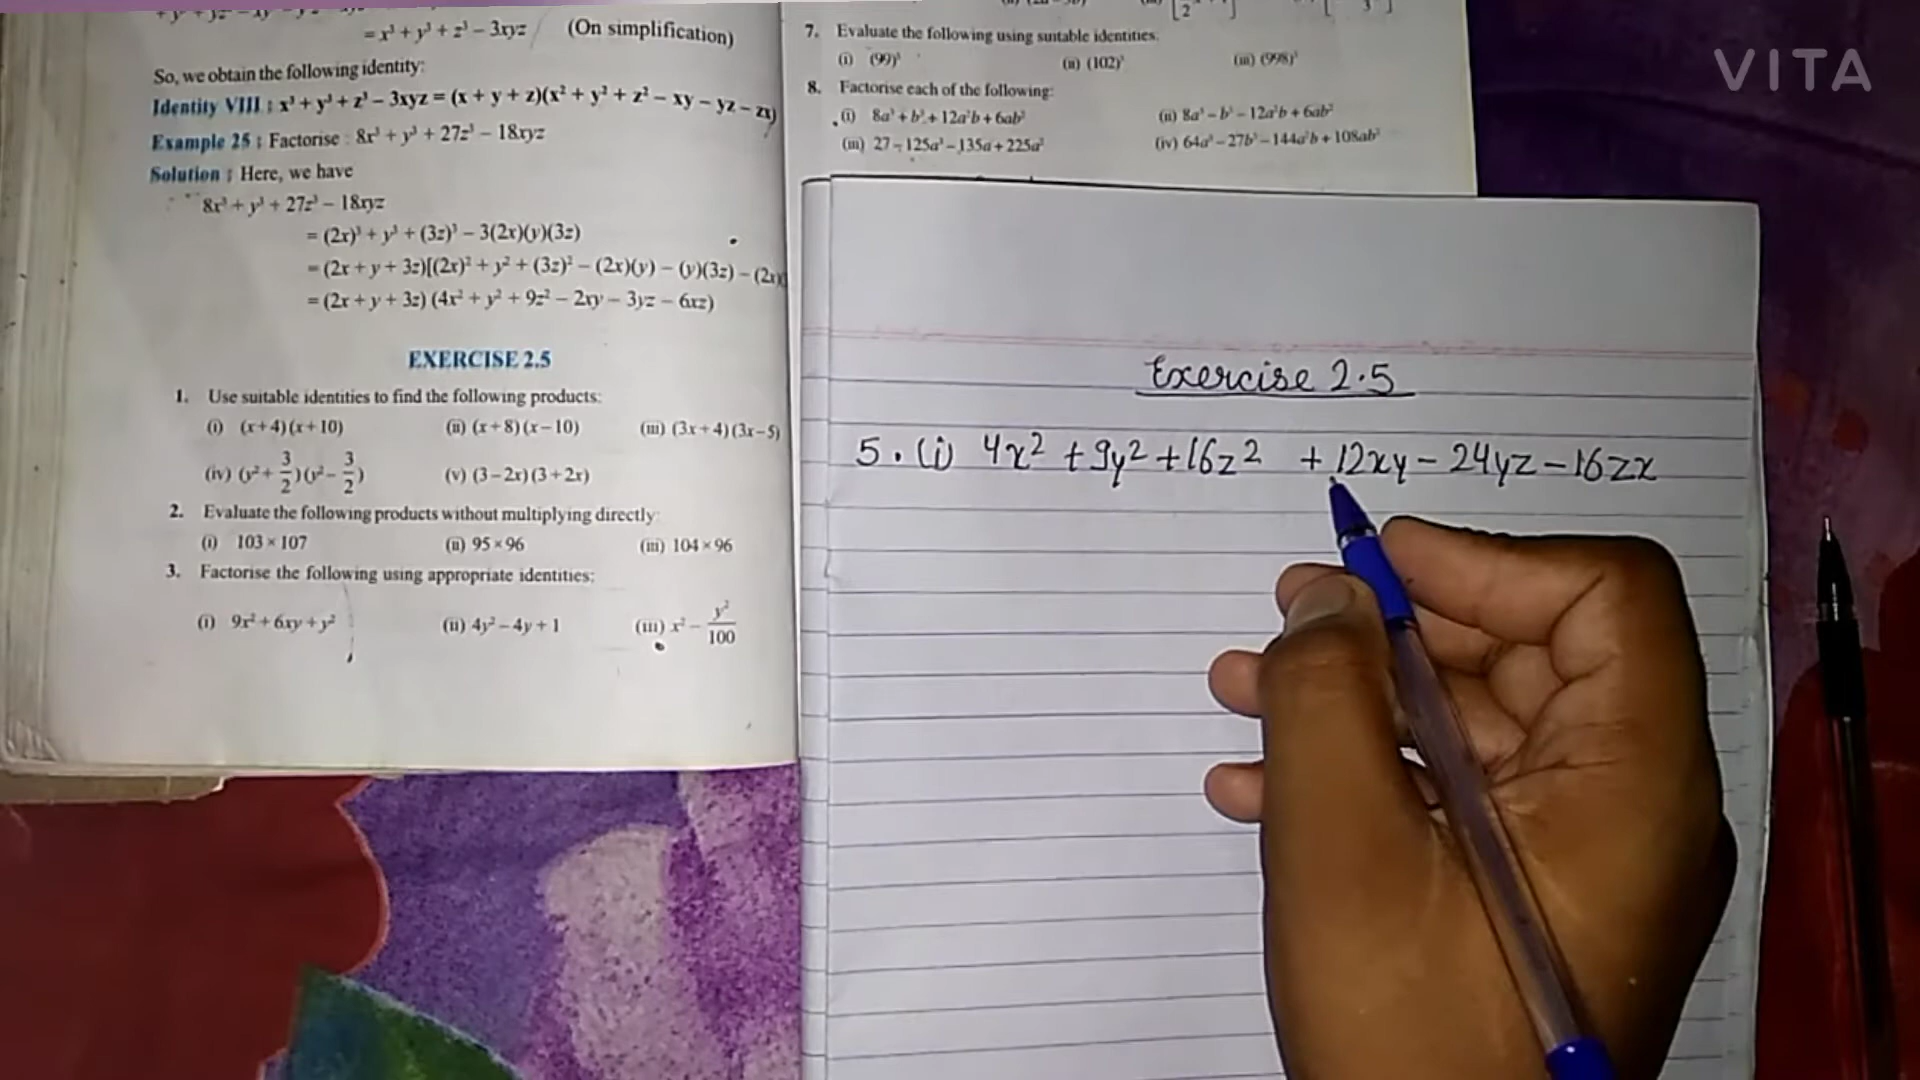 = x³ + y³ + z³ – 3xyz (On simplification)
So, we obtain the following identity:
Identity VIII : x³ + y³ + z³ – 3xyz = (x + y + z)(x² + y² + z² – xy – yz – zx)
Example 25 : Factorise : 8x³ + y³ + 27z³ – 18xyz
Solution : Here, we have
8x³ + y³ + 27z³ – 18xyz
= (2x)³ + y³ + (3z)³ – 3(2x)(y)(3z)
= (2x + y + 3z)[(2x)² + y² + (3z)² – (2x)(y) – (y)(3z) – (2x)
= (2x + y + 3z) (4x² + y² + 9z² – 2xy – 3yz – 6xz)
EXERCISE 2.5
1. Use suitable identities to find the following products:
(i) (x + 4) (x + 10) (ii) (x + 8) (x – 10) (iii) (3x + 4) (3x – 5)
(iv) (y² + 3/2) (y² – 3/2) (v) (3 – 2x) (3 + 2x)
2. Evaluate the following products without multiplying directly:
(i) 103 × 107 (ii) 95 × 96 (iii) 104 × 96
3. Factorise the following using appropriate identities:
(i) 9x² + 6xy + y² (ii) 4y² – 4y + 1 (iii) x² – y²/100
7. Evaluate the following using suitable identities.
(i) (99)³ (ii) (102)³ (iii) (998)³
8. Factorise each of the following:
(i) 8a³ + b³ + 12a²b + 6ab² (ii) 8a³ – b³ – 12a²b + 6ab²
(iii) 27 – 125a³ – 135a + 225a² (iv) 64a³ – 27b³ – 144a²b + 108ab²
Exercise 2.5
5. (i) 4x² + 9y² + 16z² + 12xy – 24yz – 16zx
VITA